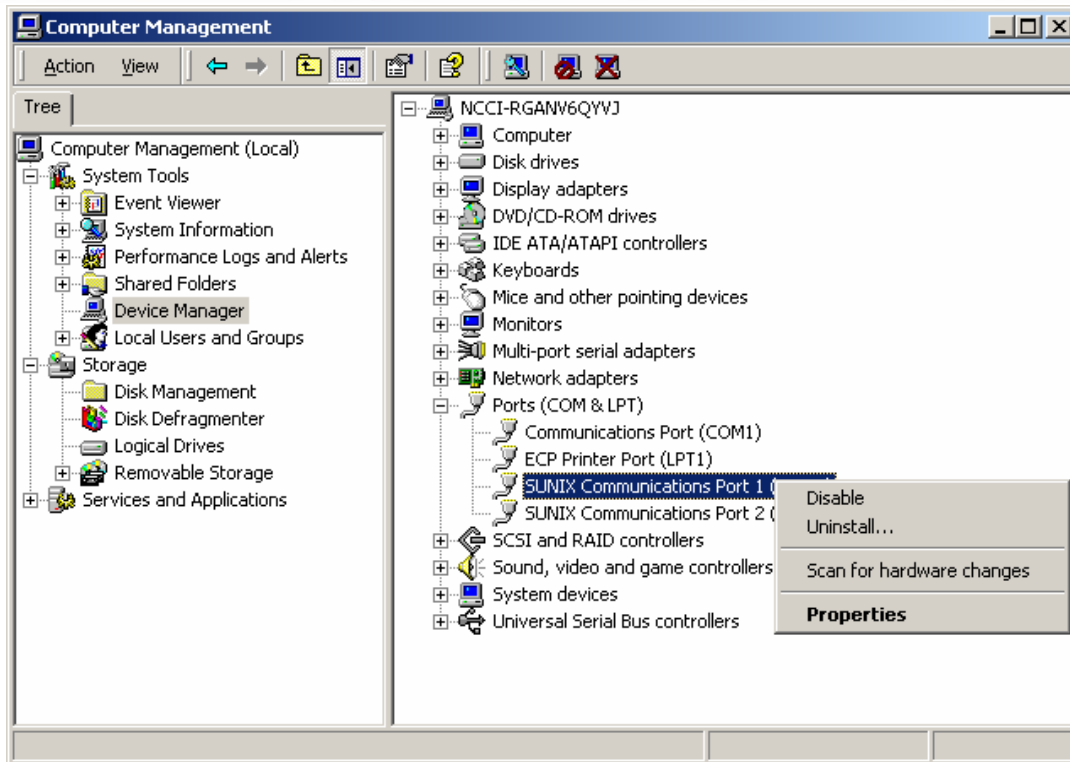 Computer Management
Action View
Tree
Computer Management (Local)
System Tools
Event Viewer
System Information
Performance Logs and Alerts
Shared Folders
Device Manager
Local Users and Groups
Storage
Disk Management
Disk Defragmenter
Logical Drives
Removable Storage
Services and Applications
NCCI-RGANV6QYVJ
Computer
Disk drives
Display adapters
DVD/CD-ROM drives
IDE ATA/ATAPI controllers
Keyboards
Mice and other pointing devices
Monitors
Multi-port serial adapters
Network adapters
Ports (COM & LPT)
Communications Port (COM1)
ECP Printer Port (LPT1)
SUNIX Communications Port 1 (
SUNIX Communications Port 2 (
SCSI and RAID controllers
Sound, video and game controllers
System devices
Universal Serial Bus controllers
Disable
Uninstall...
Scan for hardware changes
Properties